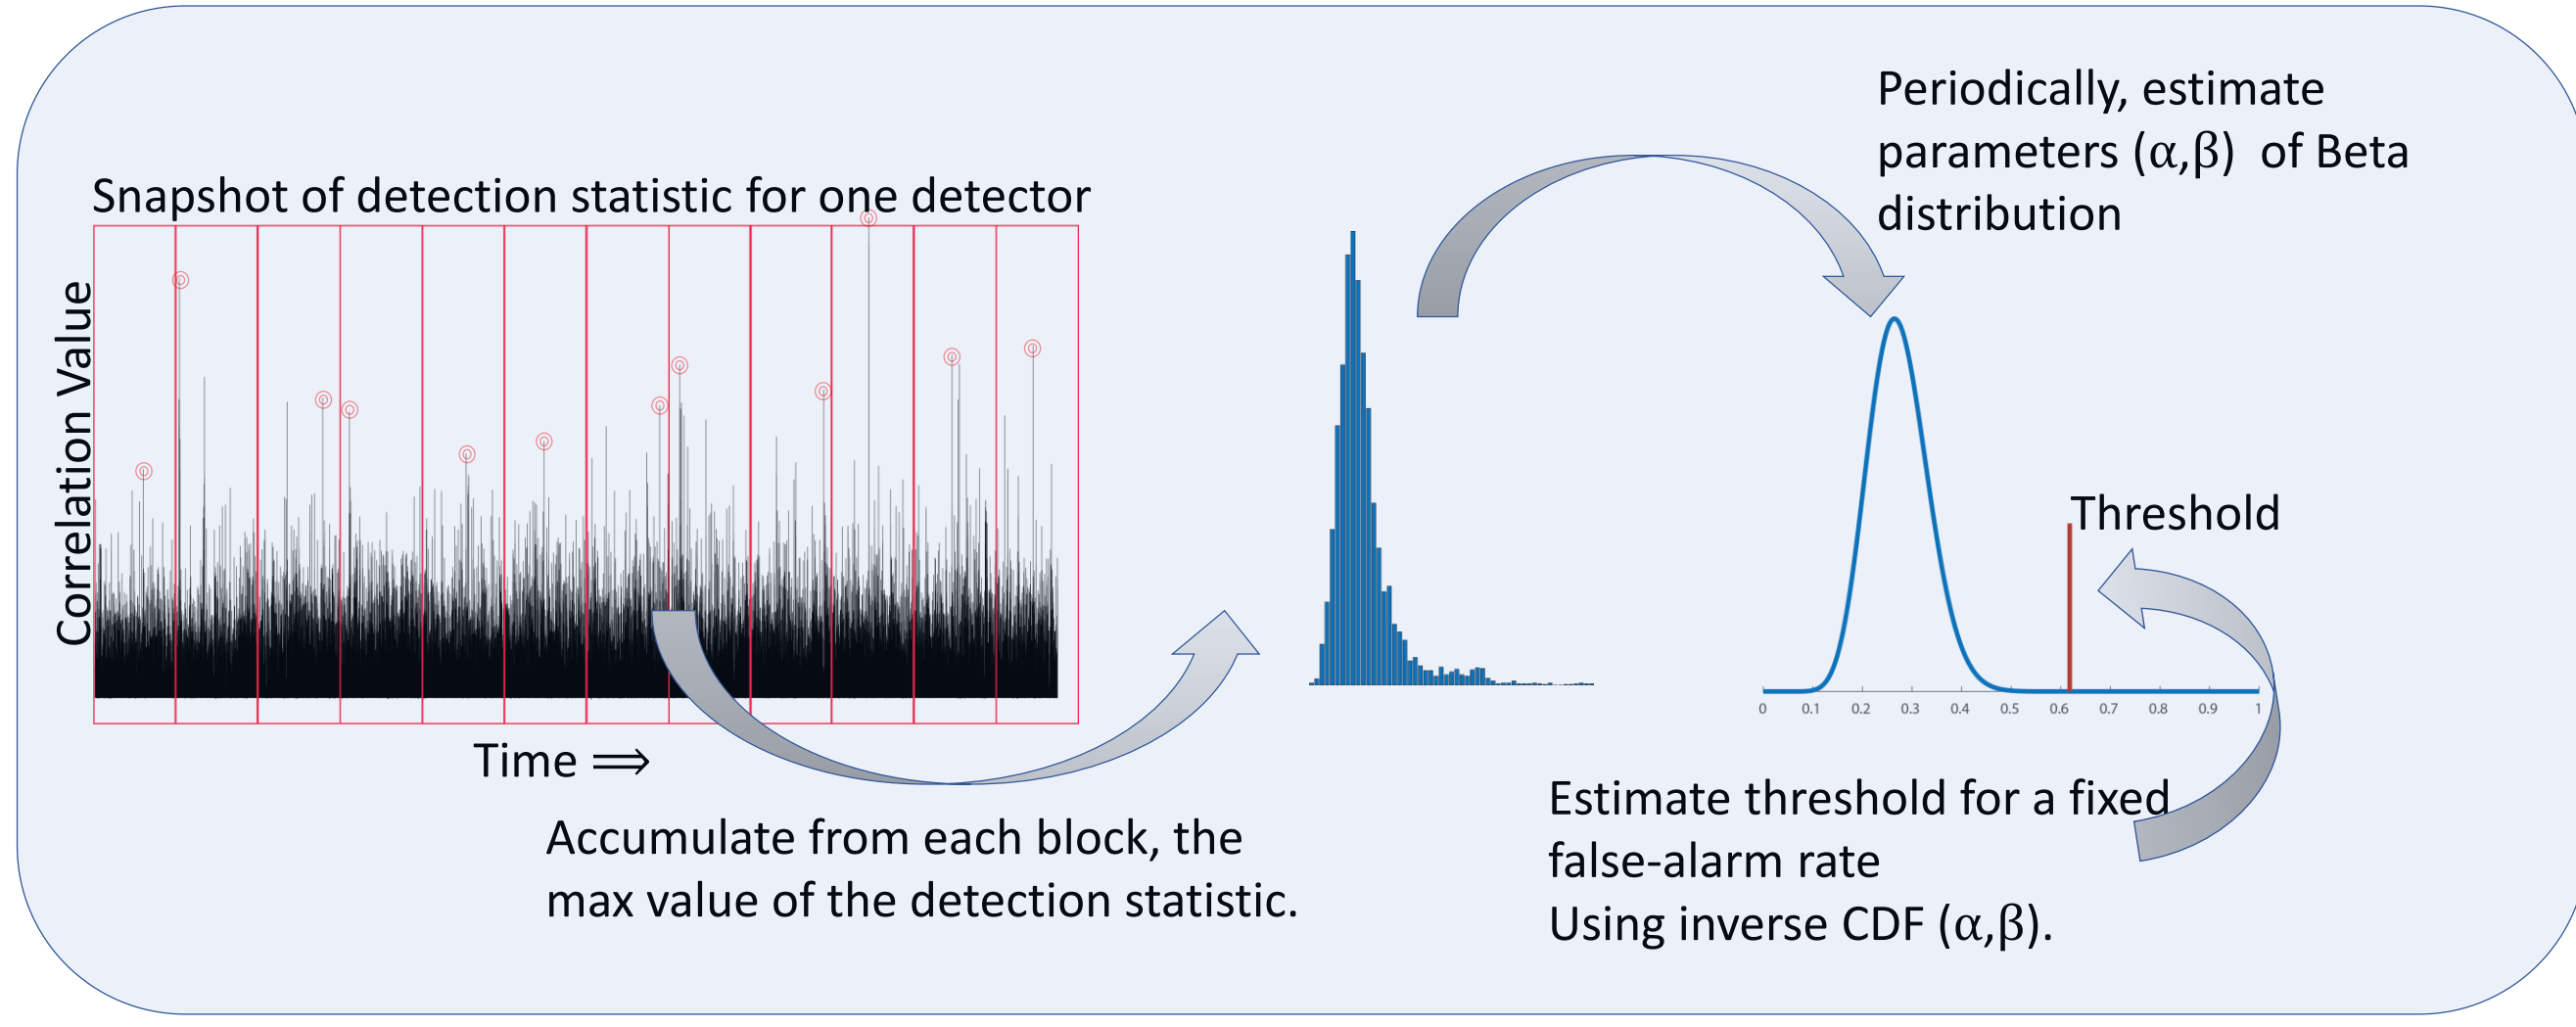 Snapshot of detection statistic for one detector
Correlation Value
Time ⟹
Accumulate from each block, the
max value of the detection statistic.
Periodically, estimate
parameters (α,β) of Beta
distribution
Threshold
0 0.1 0.2 0.3 0.4 0.5 0.6 0.7 0.8 0.9 1
Estimate threshold for a fixed
false-alarm rate
Using inverse CDF (α,β).